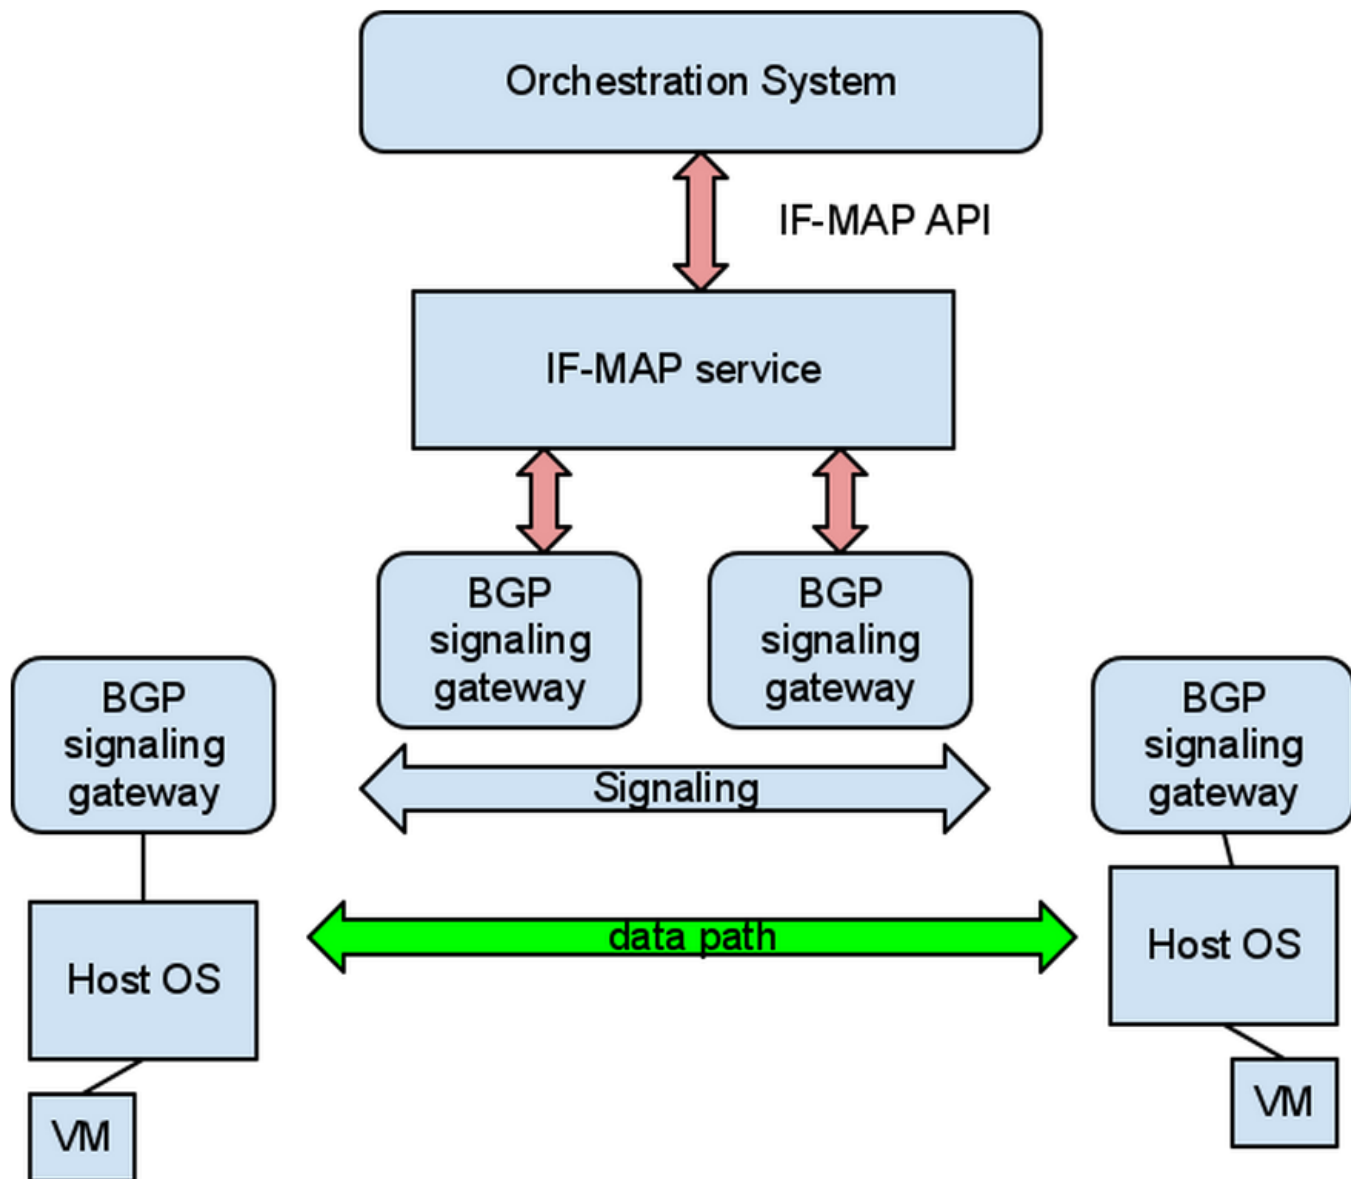 Orchestration System
IF-MAP API
IF-MAP service
BGP
signaling
gateway
BGP
signaling
gateway
BGP
signaling
gateway
BGP
signaling
gateway
Signaling
data path
Host OS
Host OS
VM
VM